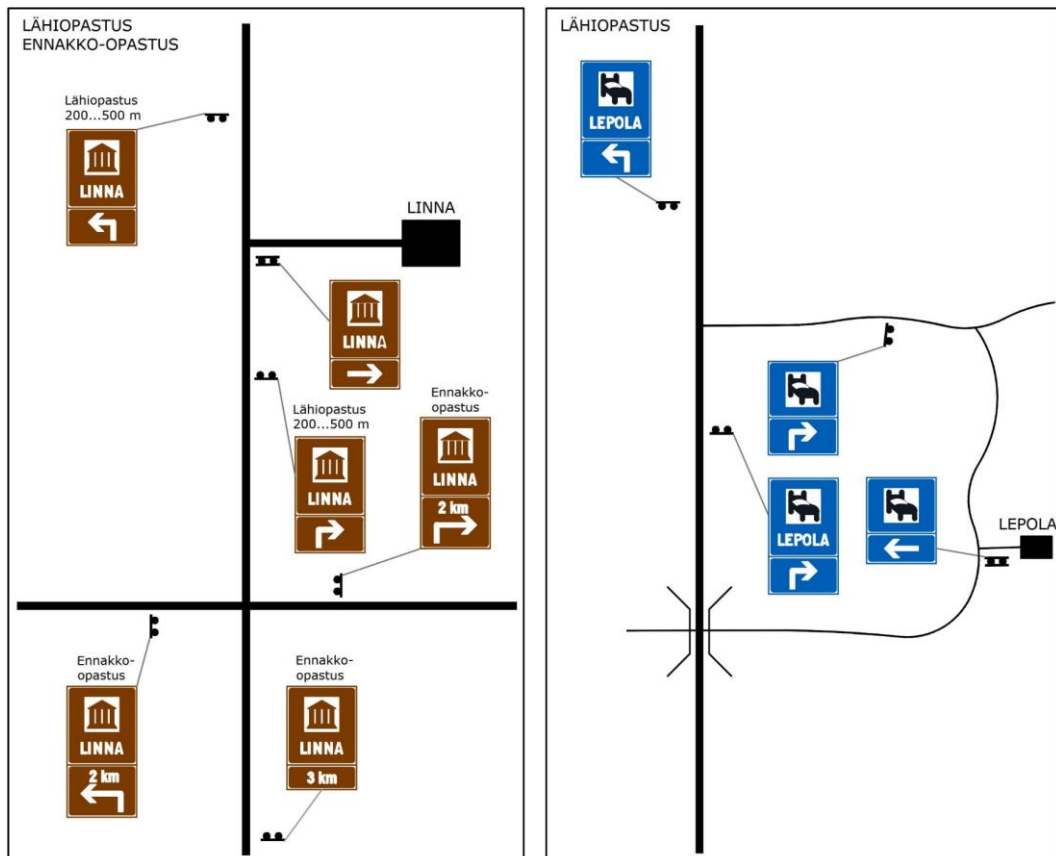 LÄHIOPASTUS
ENNAKKO-OPASTUS
Lähiopastus
200...500 m
LINNA
LINNA
LINNA
Lähiopastus
200...500 m
LINNA
Ennakko-
opastus
LINNA
2 km
Ennakko-
opastus
LINNA
2 km
Ennakko-
opastus
LINNA
3 km
LÄHIOPASTUS
LEPOLA
LEPOLA
LEPOLA